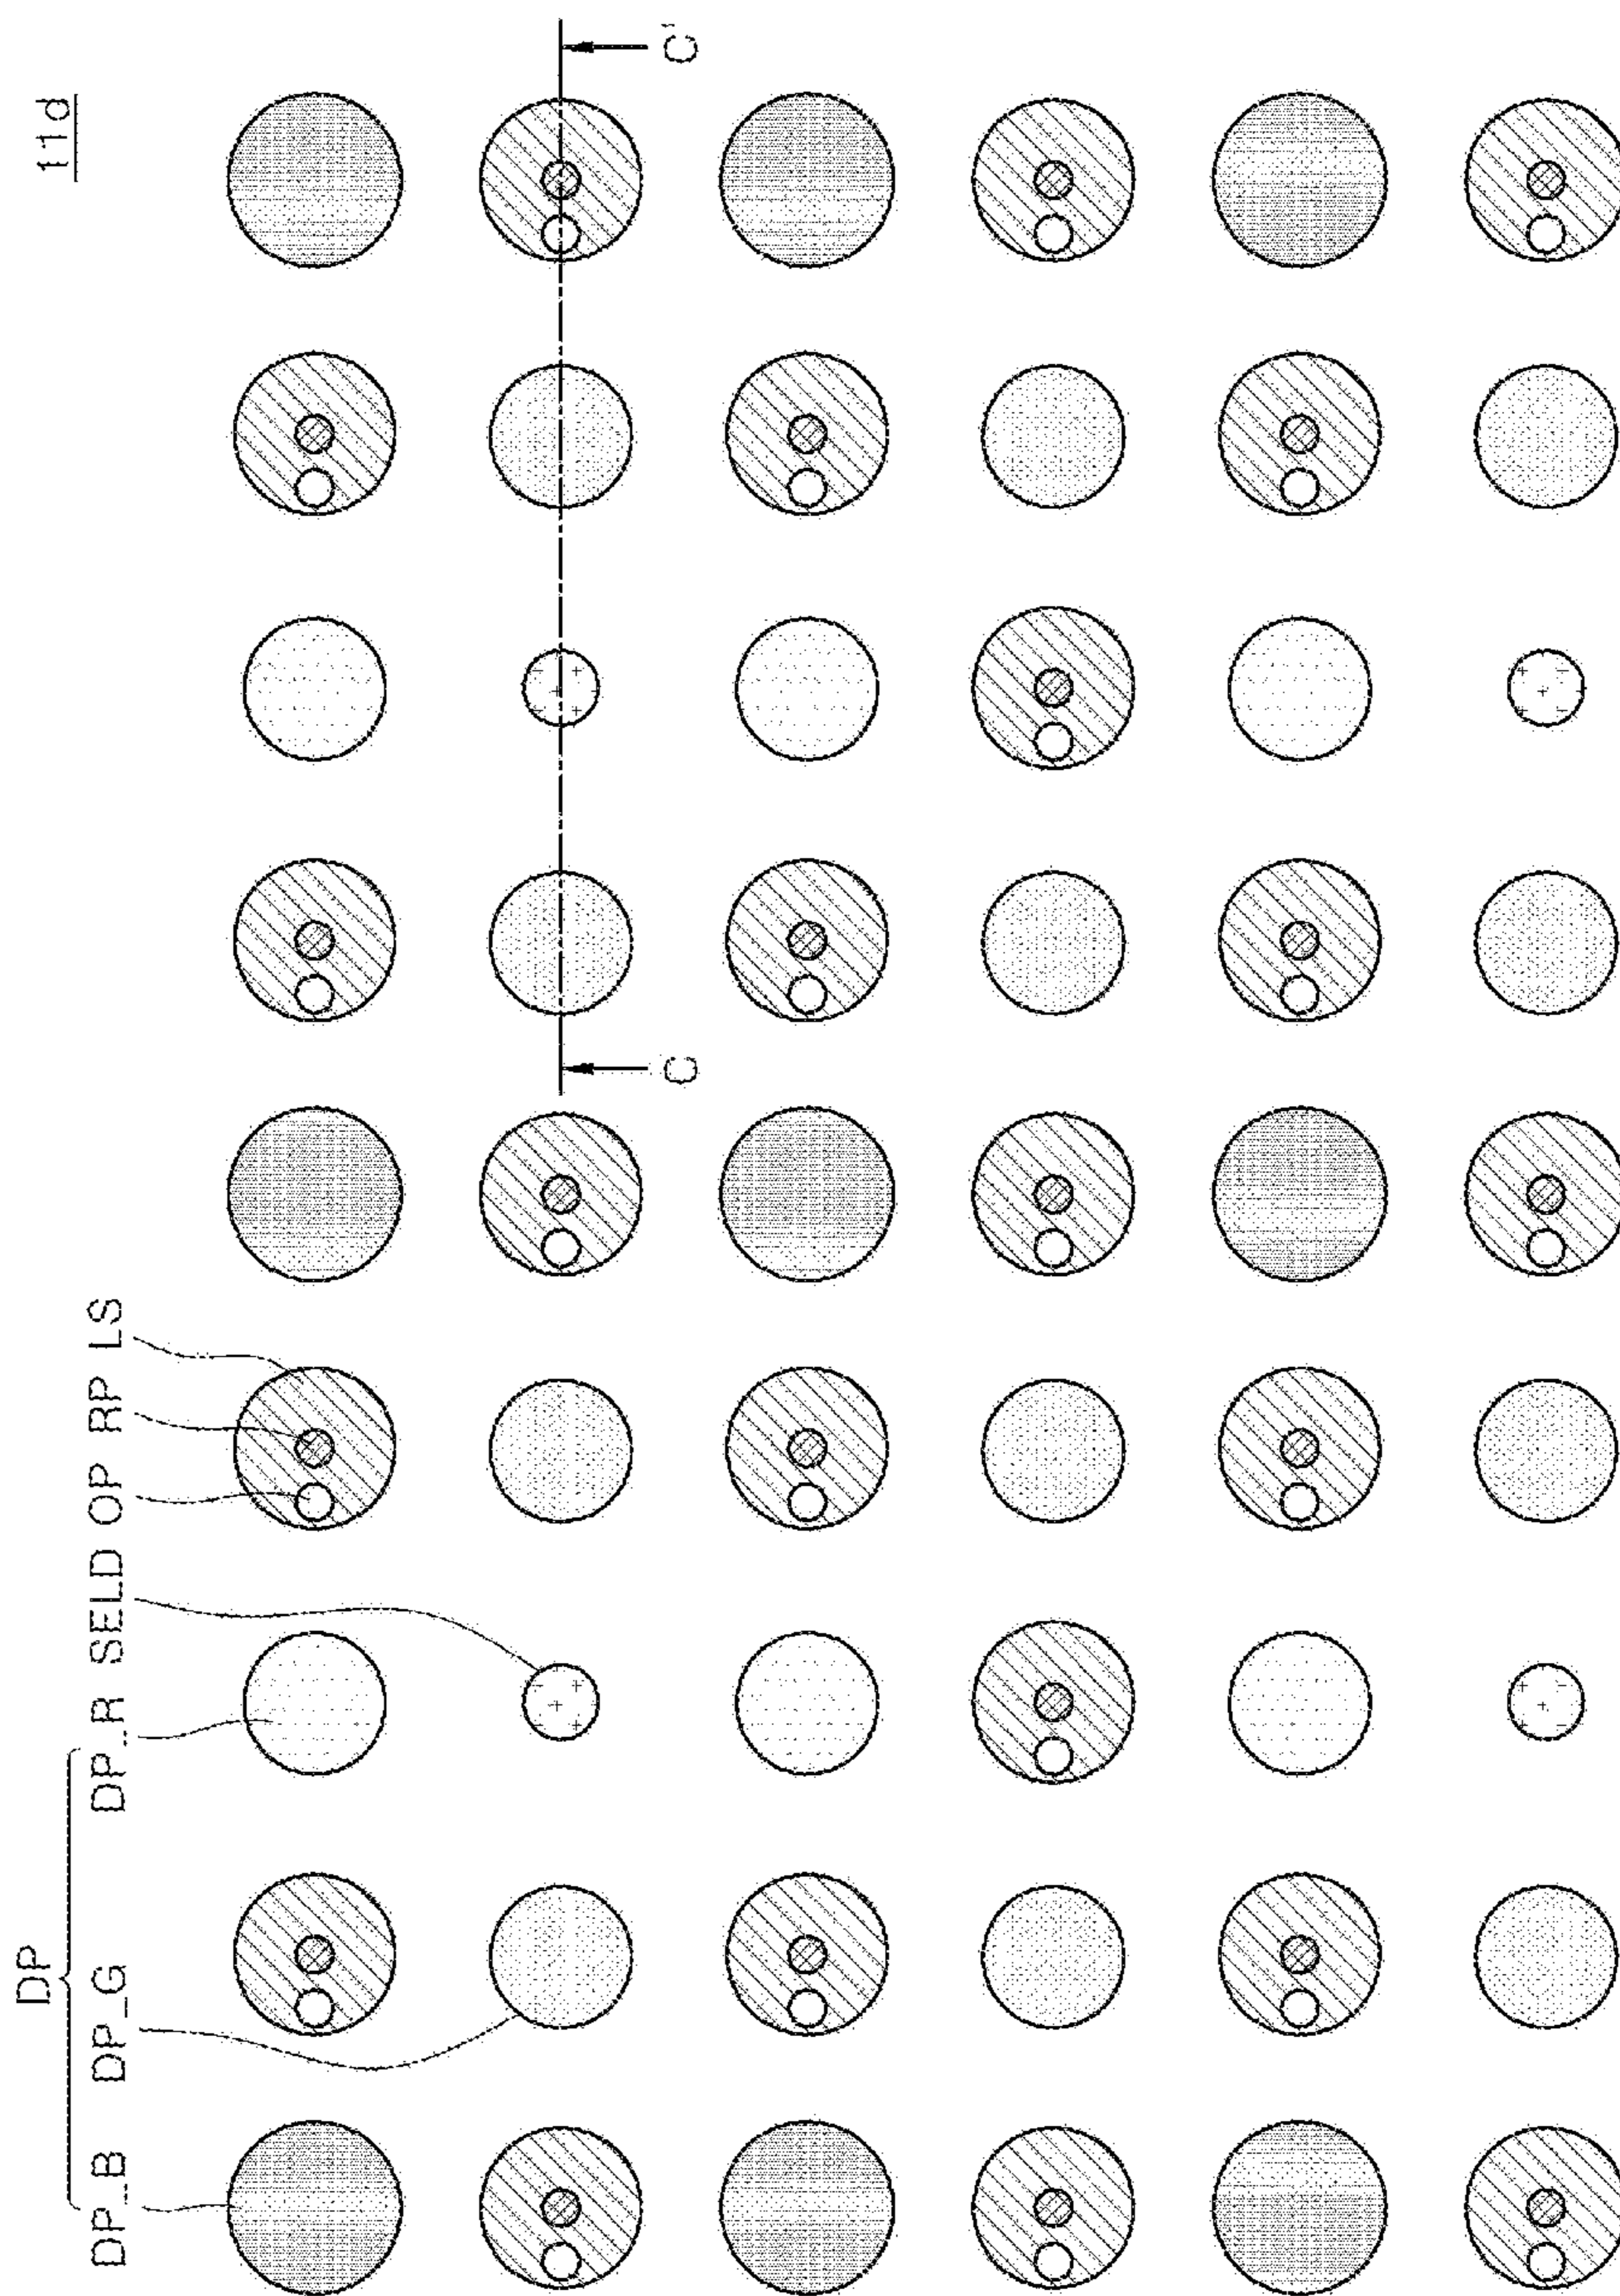 11d
DP
DP_B DP_G DP_R SELD OP RP LS
C C'